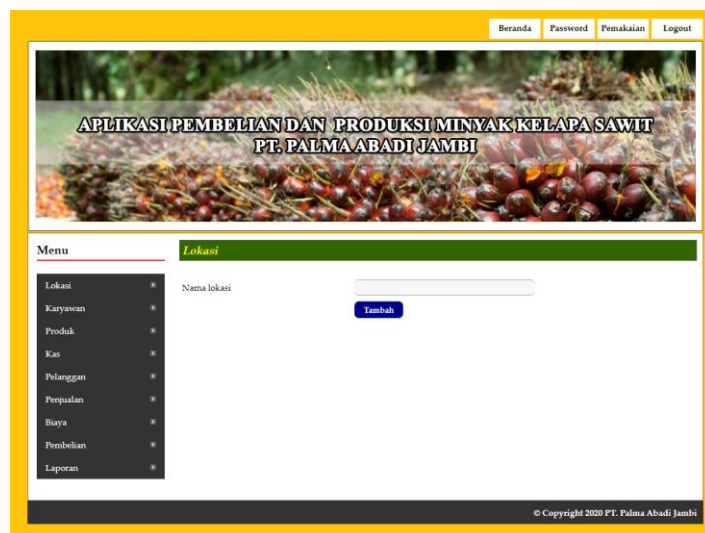 Beranda Password Pemakaian Logout
APLIKASI PEMBELIAN DAN PRODUKSI MINYAK KELAPA SAWIT
PT. PALMA ABADI JAMBI
Menu
Lokasi
Karyawan
Produk
Kas
Pelanggan
Penjualan
Biaya
Pembelian
Laporan
Lokasi
Nama lokasi
Tambah
© Copyright 2020 PT. Palma Abadi Jambi